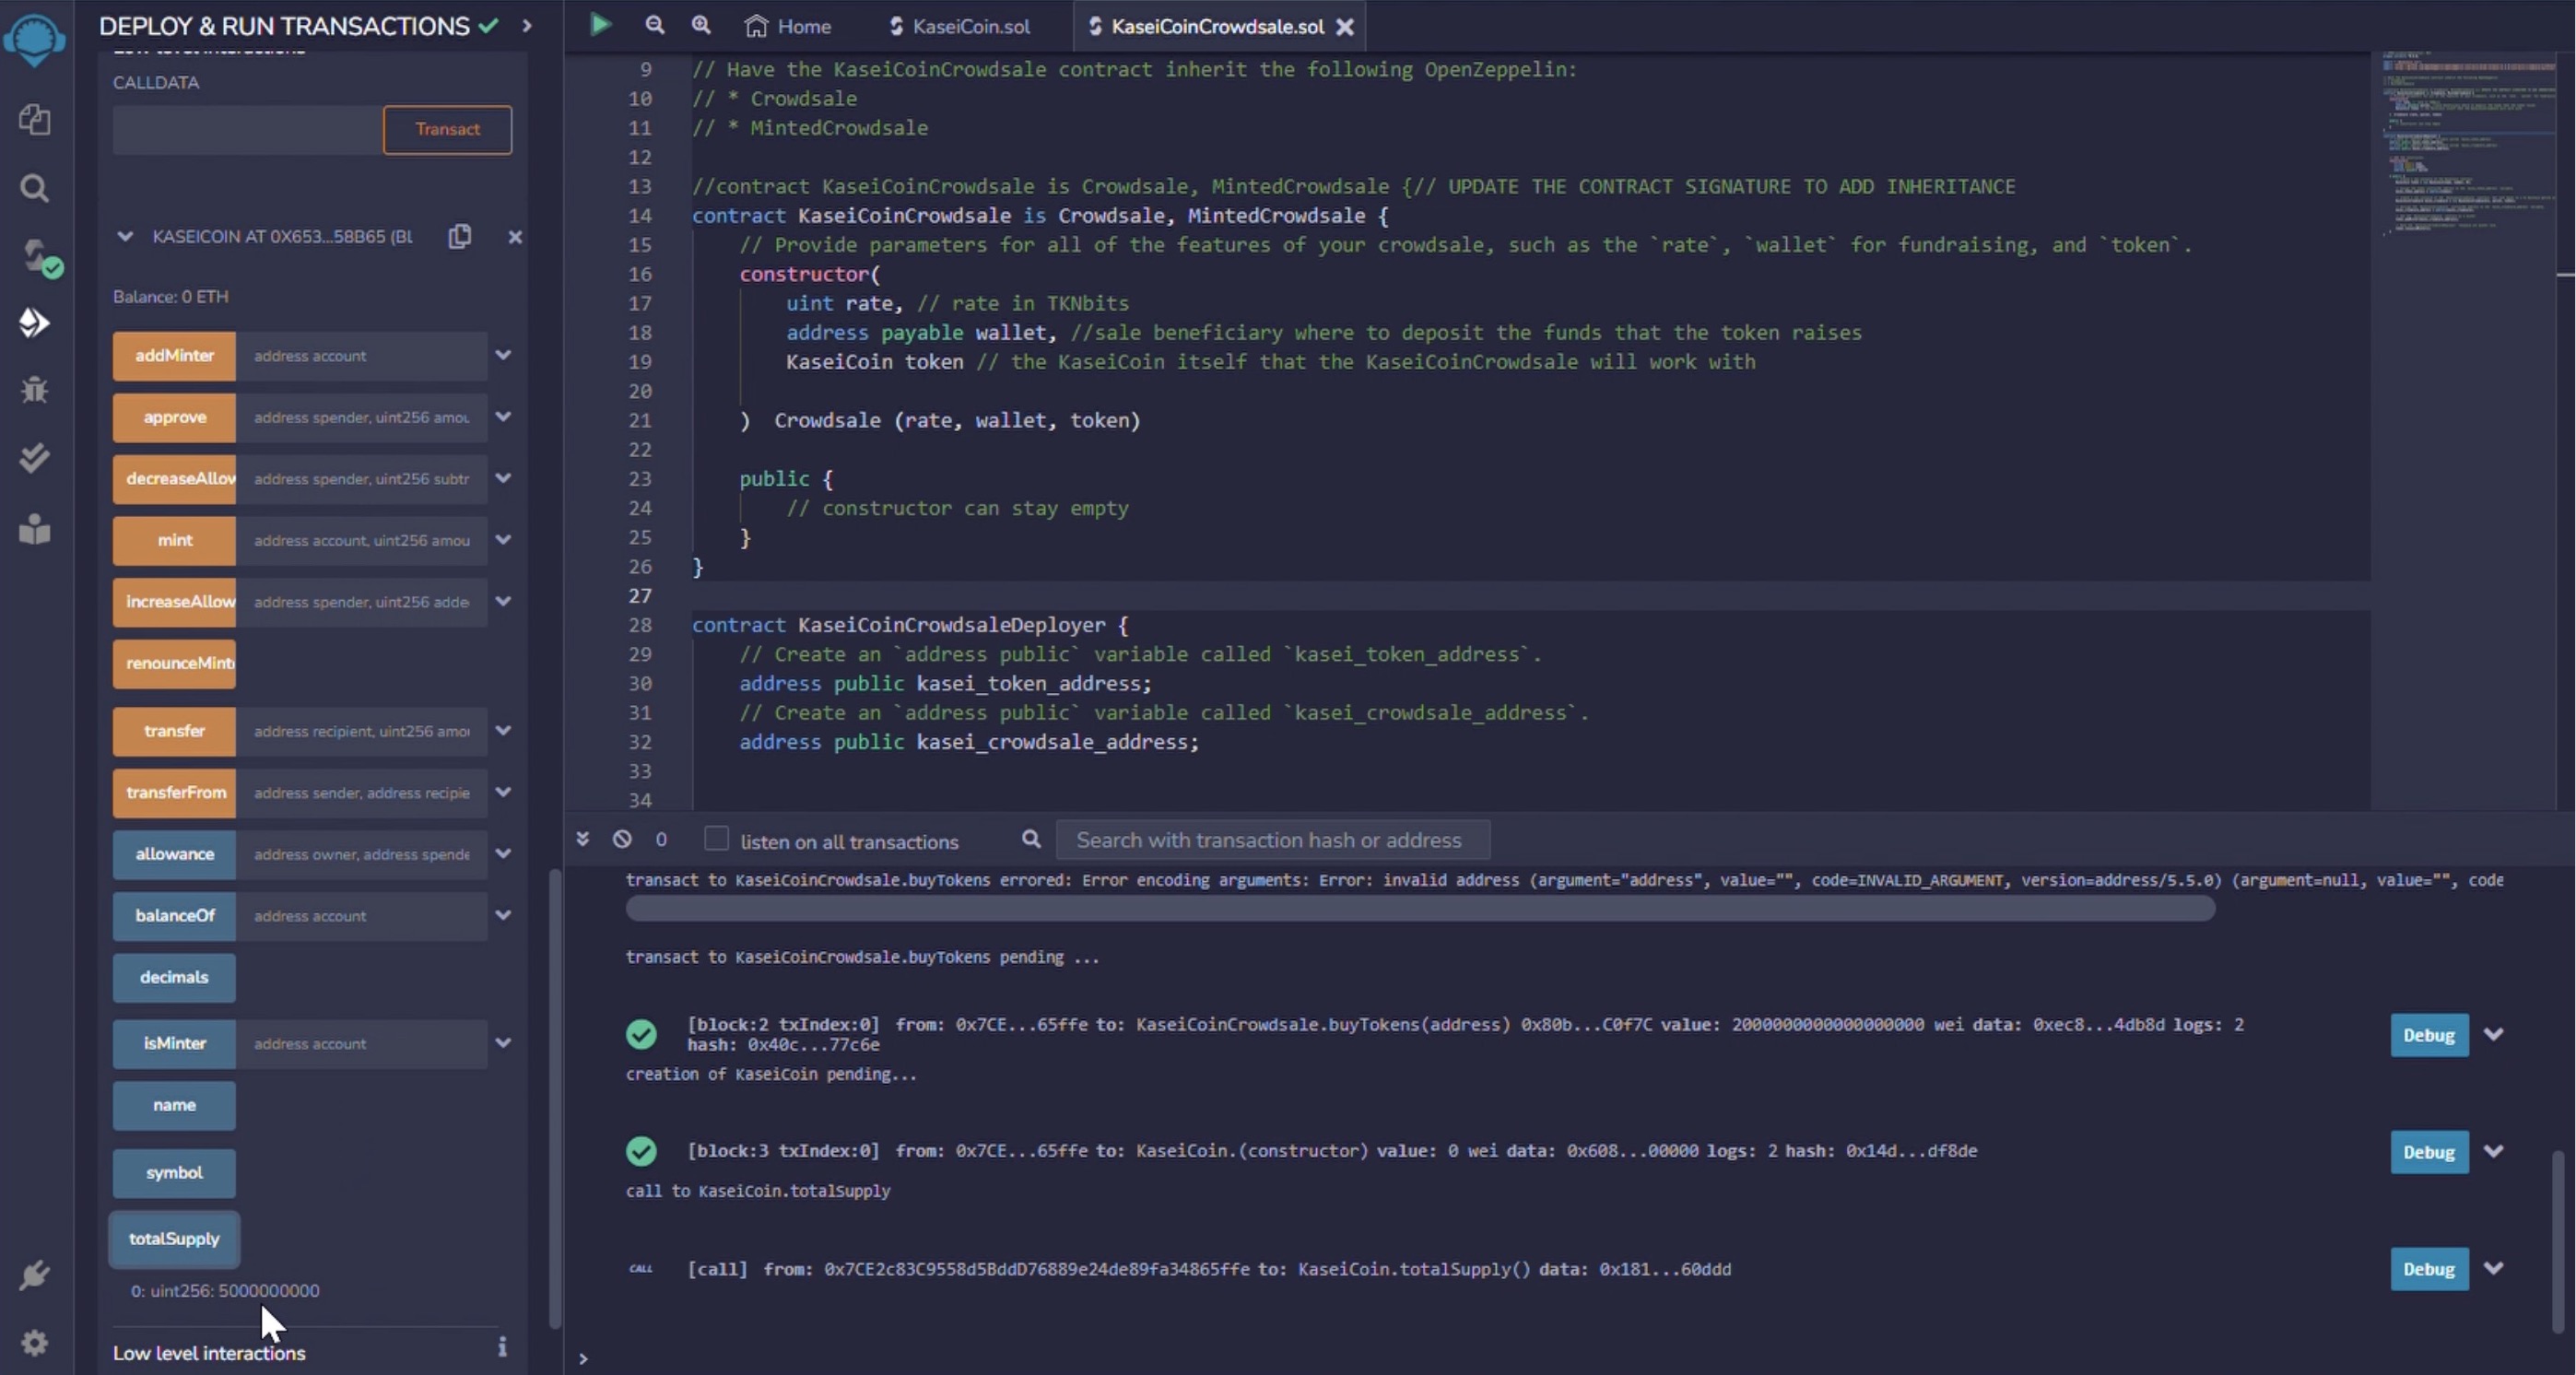 DEPLOY & RUN TRANSACTIONS
Low level interactions
CALLDATA
Transact
KASEICOIN AT 0X653...58B65 (BL
Balance: 0 ETH
addMinter address account
approve address spender, uint256 amou
decreaseAllow address spender, uint256 subtr
mint address account, uint256 amou
increaseAllow address spender, uint256 adde
renounceMint
transfer address recipient, uint256 amou
transferFrom address sender, address recipie
allowance address owner, address spende
balanceOf address account
decimals
isMinter address account
name
symbol
totalSupply
0: uint256: 5000000000
Low level interactions
Home
KaseiCoin.sol
KaseiCoinCrowdsale.sol
9 // Have the KaseiCoinCrowdsale contract inherit the following OpenZeppelin:
10 // * Crowdsale
11 // * MintedCrowdsale
12
13 //contract KaseiCoinCrowdsale is Crowdsale, MintedCrowdsale {// UPDATE THE CONTRACT SIGNATURE TO ADD INHERITANCE
14 contract KaseiCoinCrowdsale is Crowdsale, MintedCrowdsale {
15 // Provide parameters for all of the features of your crowdsale, such as the `rate`, `wallet` for fundraising, and `token`.
16 constructor(
17 uint rate, // rate in TKNbits
18 address payable wallet, //sale beneficiary where to deposit the funds that the token raises
19 KaseiCoin token // the KaseiCoin itself that the KaseiCoinCrowdsale will work with
20
21 ) Crowdsale (rate, wallet, token)
22
23 public {
24 // constructor can stay empty
25 }
26 }
27
28 contract KaseiCoinCrowdsaleDeployer {
29 // Create an `address public` variable called `kasei_token_address`.
30 address public kasei_token_address;
31 // Create an `address public` variable called `kasei_crowdsale_address`.
32 address public kasei_crowdsale_address;
33
34
0 listen on all transactions Search with transaction hash or address
transact to KaseiCoinCrowdsale.buyTokens errored: Error encoding arguments: Error: invalid address (argument="address", value="", code=INVALID_ARGUMENT, version=address/5.5.0) (argument=null, value="", code
transact to KaseiCoinCrowdsale.buyTokens pending ...
[block:2 txIndex:0] from: 0x7CE...65ffe to: KaseiCoinCrowdsale.buyTokens(address) 0x80b...C0f7C value: 2000000000000000000 wei data: 0xec8...4db8d logs: 2
hash: 0x40c...77c6e
Debug
creation of KaseiCoin pending...
[block:3 txIndex:0] from: 0x7CE...65ffe to: KaseiCoin.(constructor) value: 0 wei data: 0x608...00000 logs: 2 hash: 0x14d...df8de
Debug
call to KaseiCoin.totalSupply
CALL [call] from: 0x7CE2c83C9558d5BddD76889e24de89fa34865ffe to: KaseiCoin.totalSupply() data: 0x181...60ddd
Debug
>